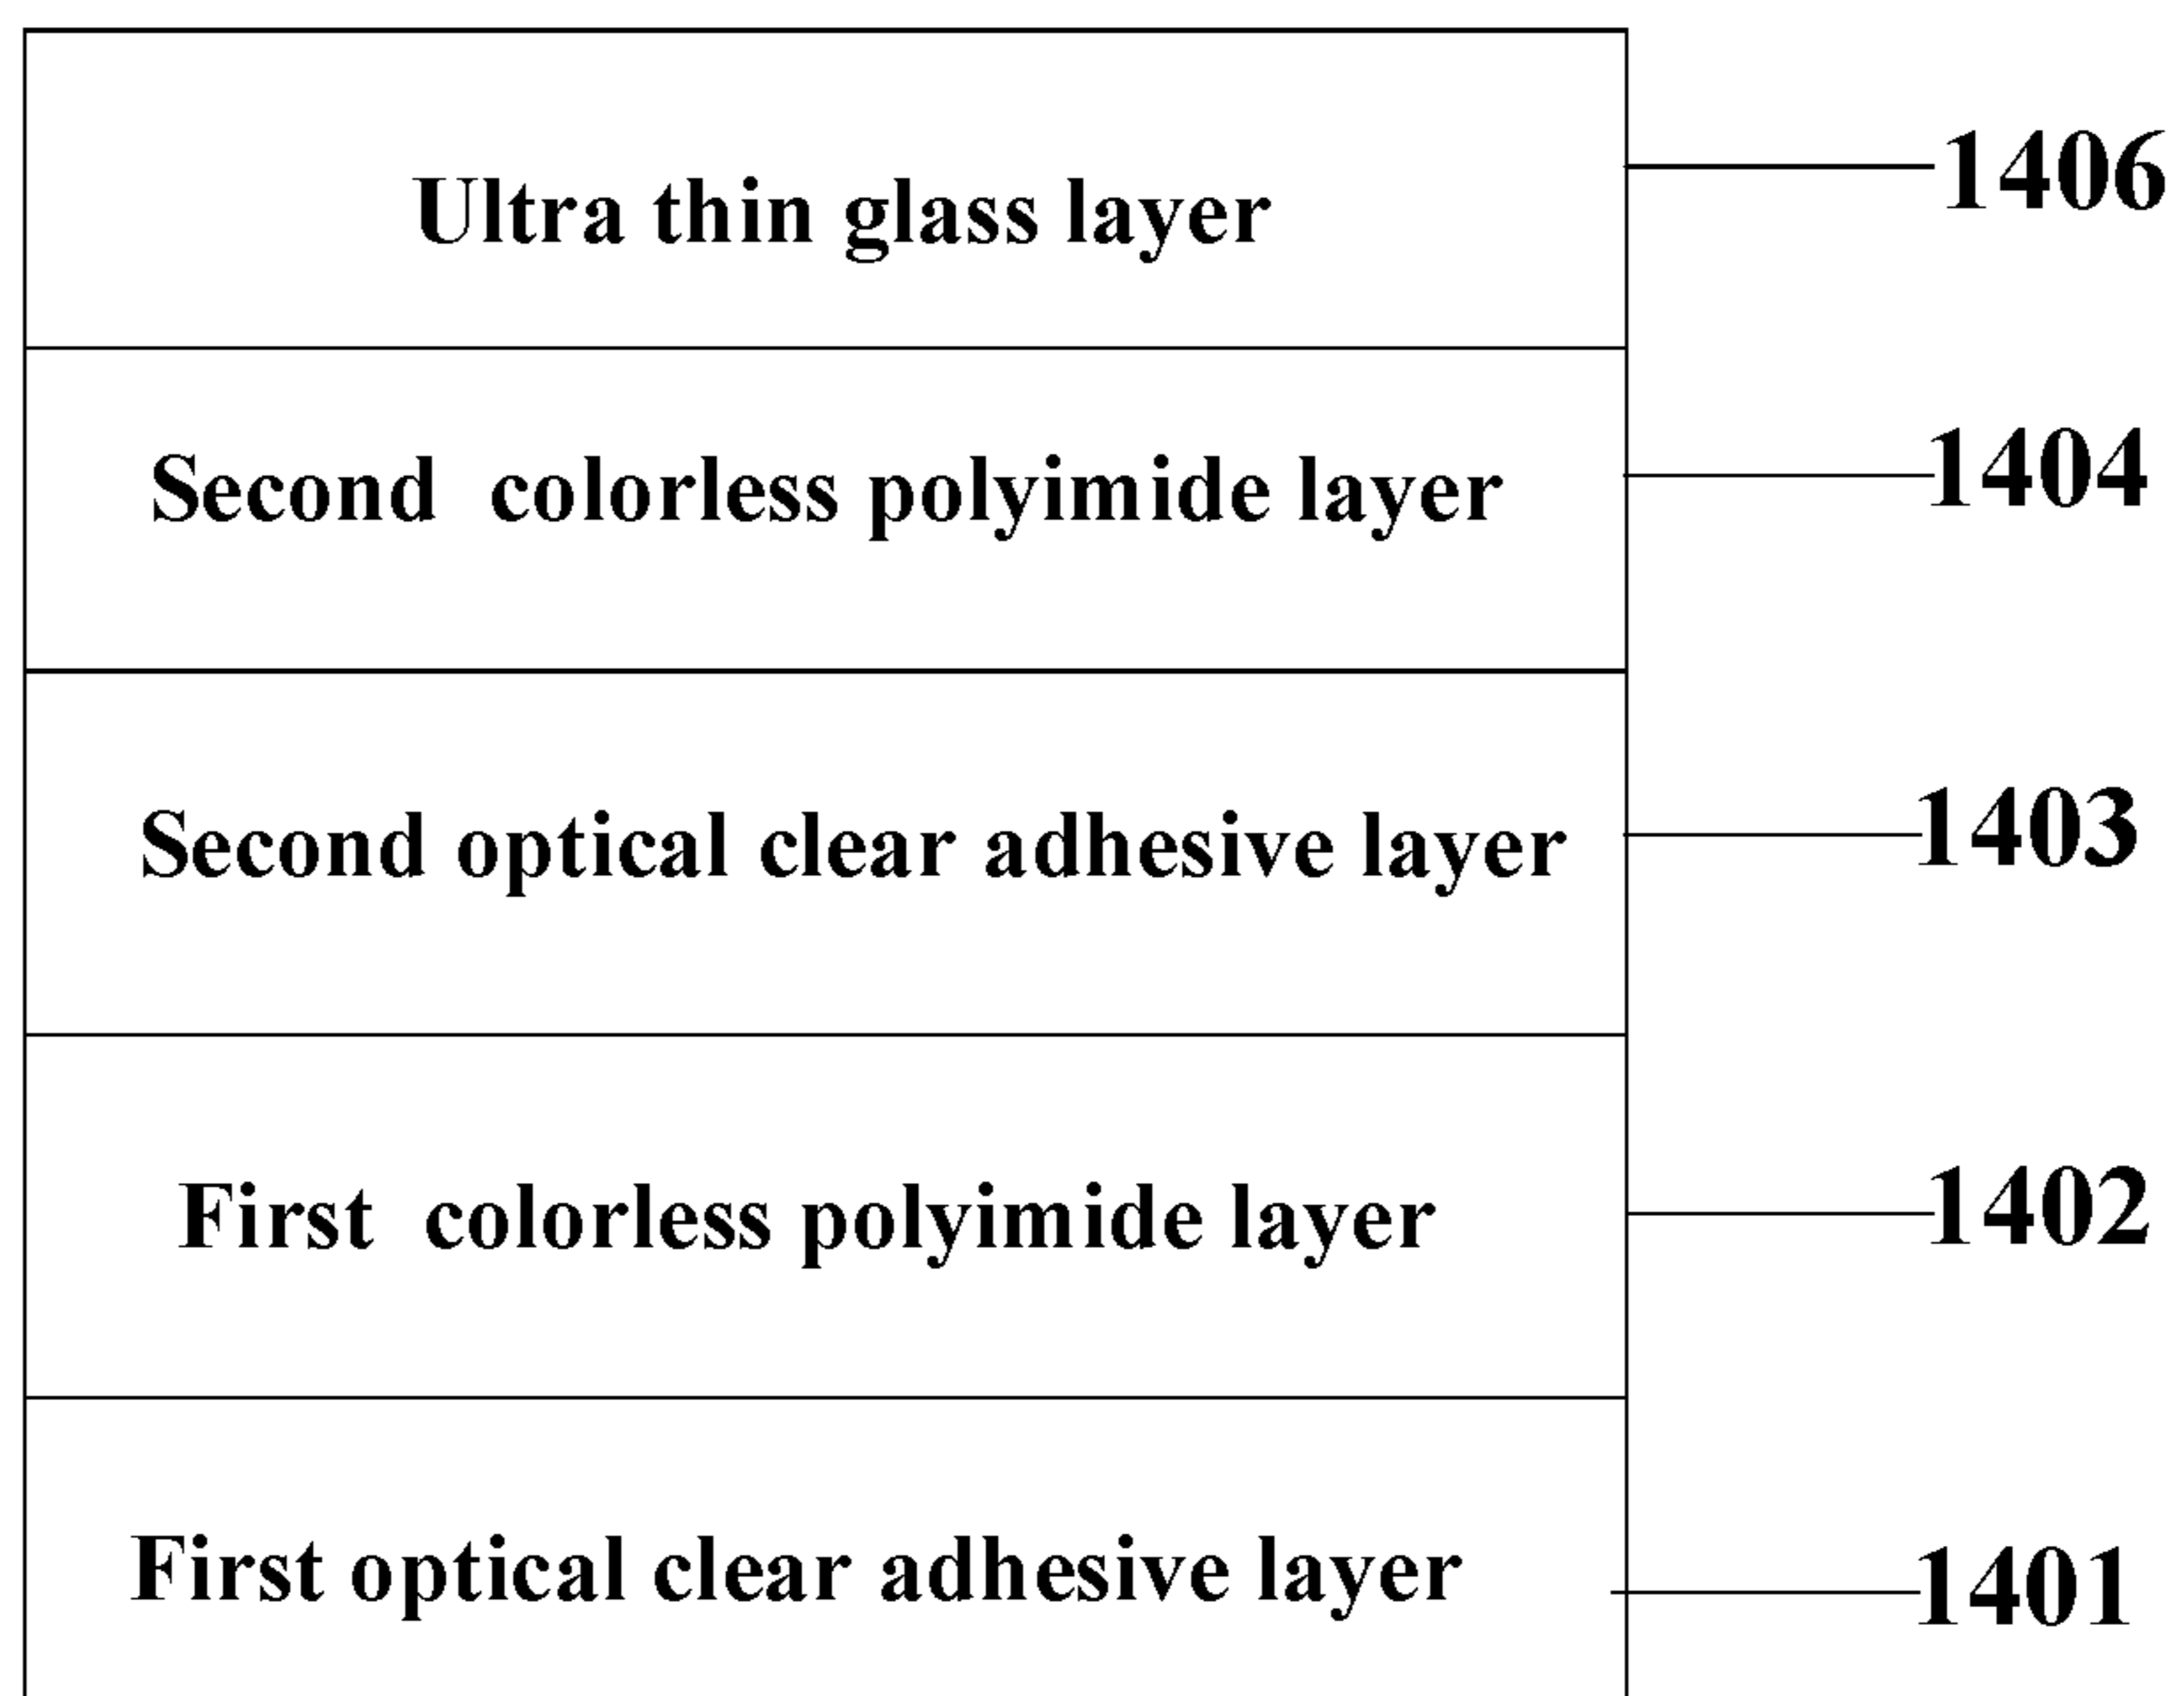 Ultra thin glass layer 1406
Second colorless polyimide layer 1404
Second optical clear adhesive layer 1403
First colorless polyimide layer 1402
First optical clear adhesive layer 1401